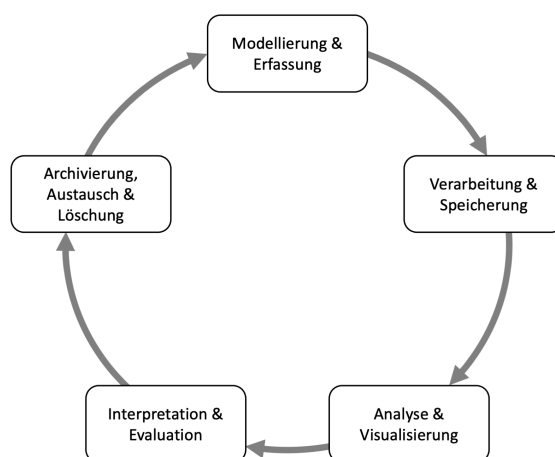 Modellierung &
Erfassung
Verarbeitung &
Speicherung
Analyse &
Visualisierung
Interpretation &
Evaluation
Archivierung,
Austausch &
Löschung